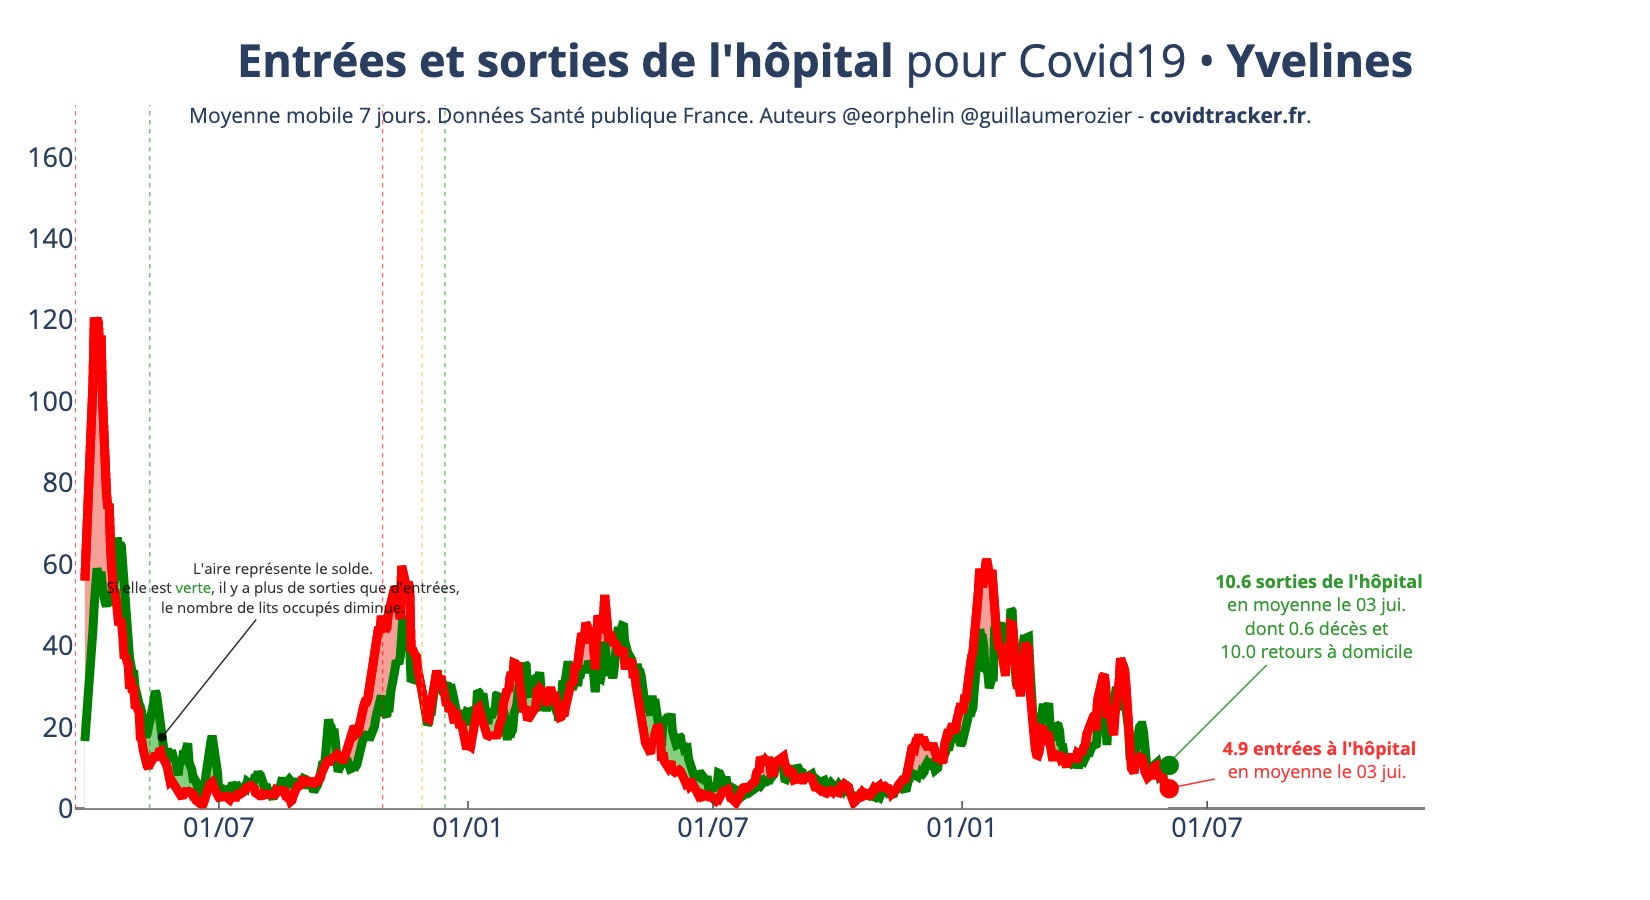 Entrées et sorties de l'hôpital pour Covid19 • Yvelines
Moyenne mobile 7 jours. Données Santé publique France. Auteurs @eorphelin @guillaumerozier - covidtracker.fr.
160
140
120
100
80
60
40
20
0
L'aire représente le solde.
Si elle est verte, il y a plus de sorties que d'entrées,
le nombre de lits occupés diminue.
10.6 sorties de l'hôpital
en moyenne le 03 jui.
dont 0.6 décès et
10.0 retours à domicile
4.9 entrées à l'hôpital
en moyenne le 03 jui.
01/07
01/01
01/07
01/01
01/07